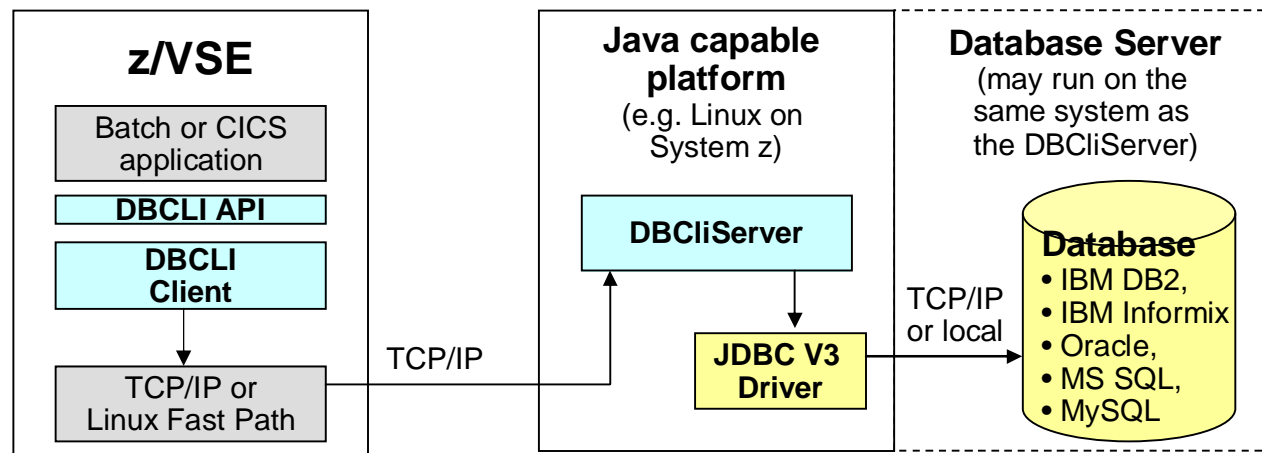 z/VSE
Batch or CICS
application
DBCLI API
DBCLI
Client
TCP/IP or
Linux Fast Path
TCP/IP
Java capable
platform
(e.g. Linux on
System z)
DBCliServer
JDBC V3
Driver
TCP/IP
or local
Database Server
(may run on the
same system as
the DBCliServer)
Database
• IBM DB2,
• IBM Informix
• Oracle,
• MS SQL,
• MySQL